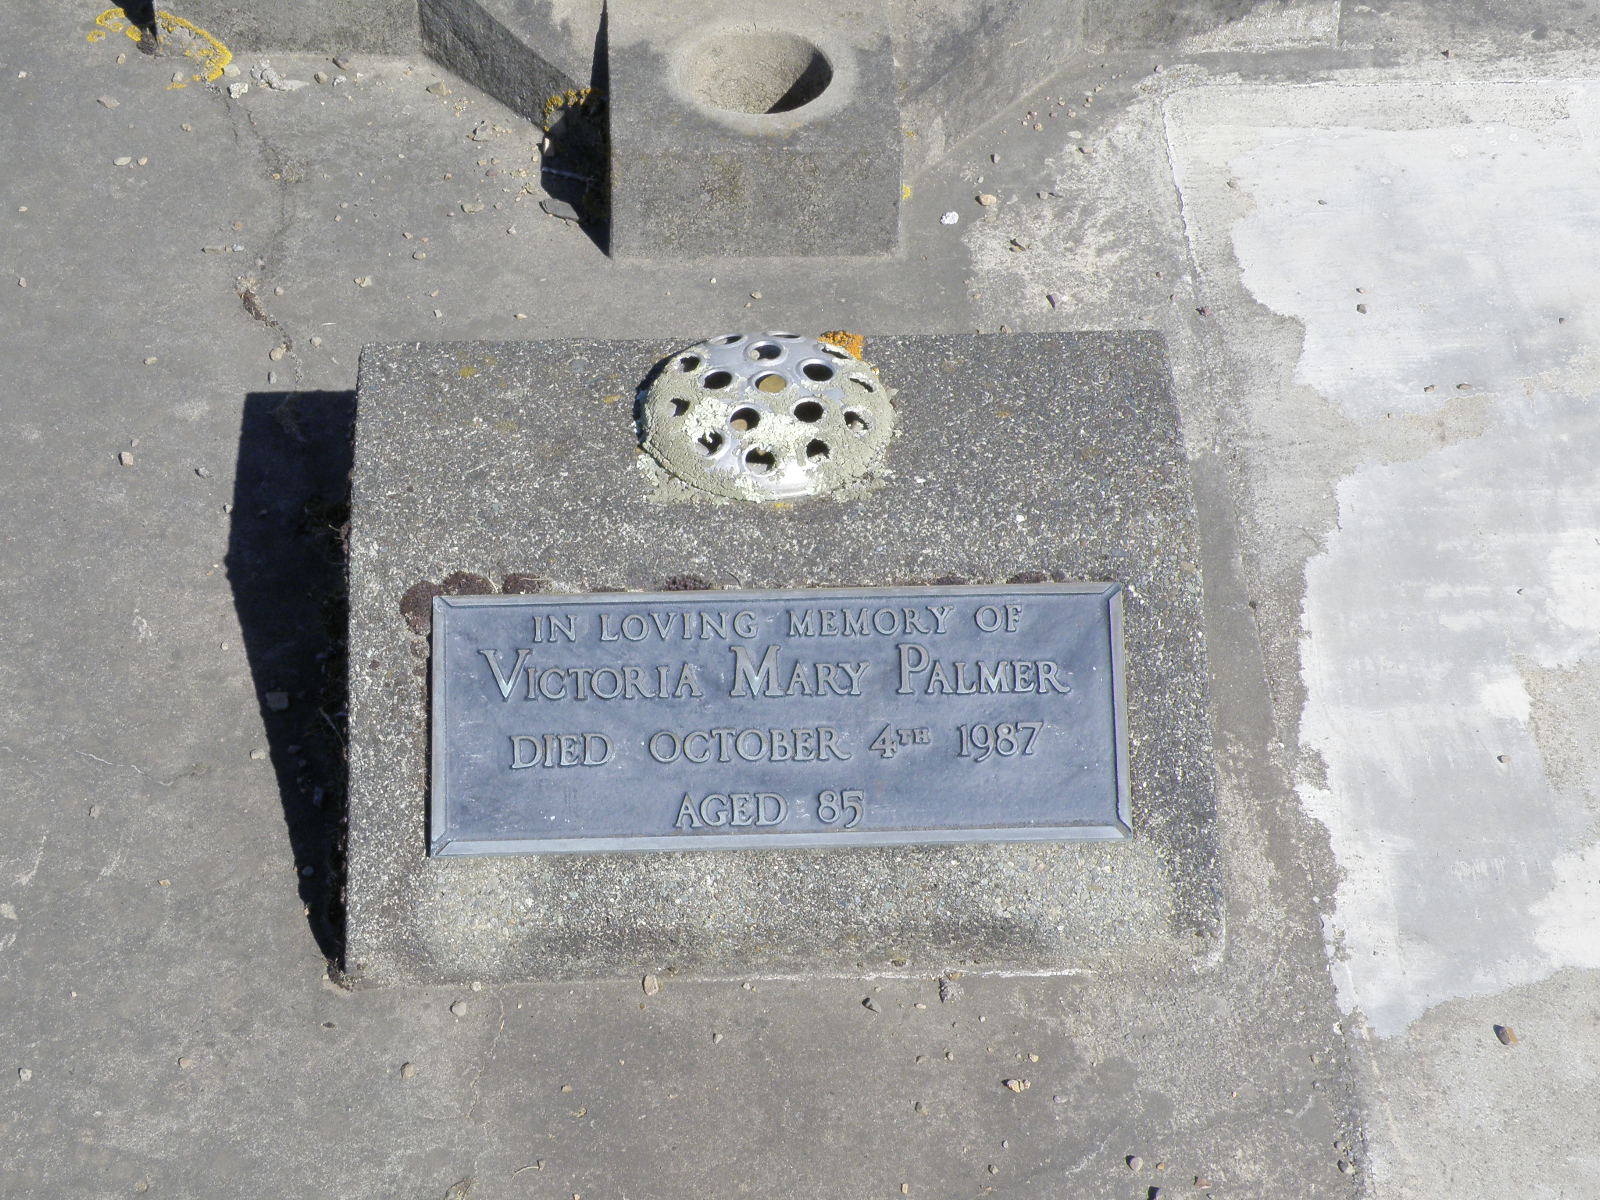 IN LOVING MEMORY OF
VICTORIA MARY PALMER
DIED OCTOBER 4TH 1987
AGED 85